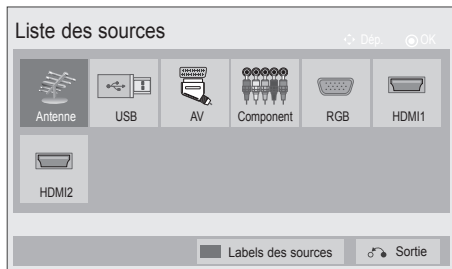 Liste des sources
Dép. OK
Antenne USB AV Component RGB HDMI1
HDMI2
Labels des sources Sortie